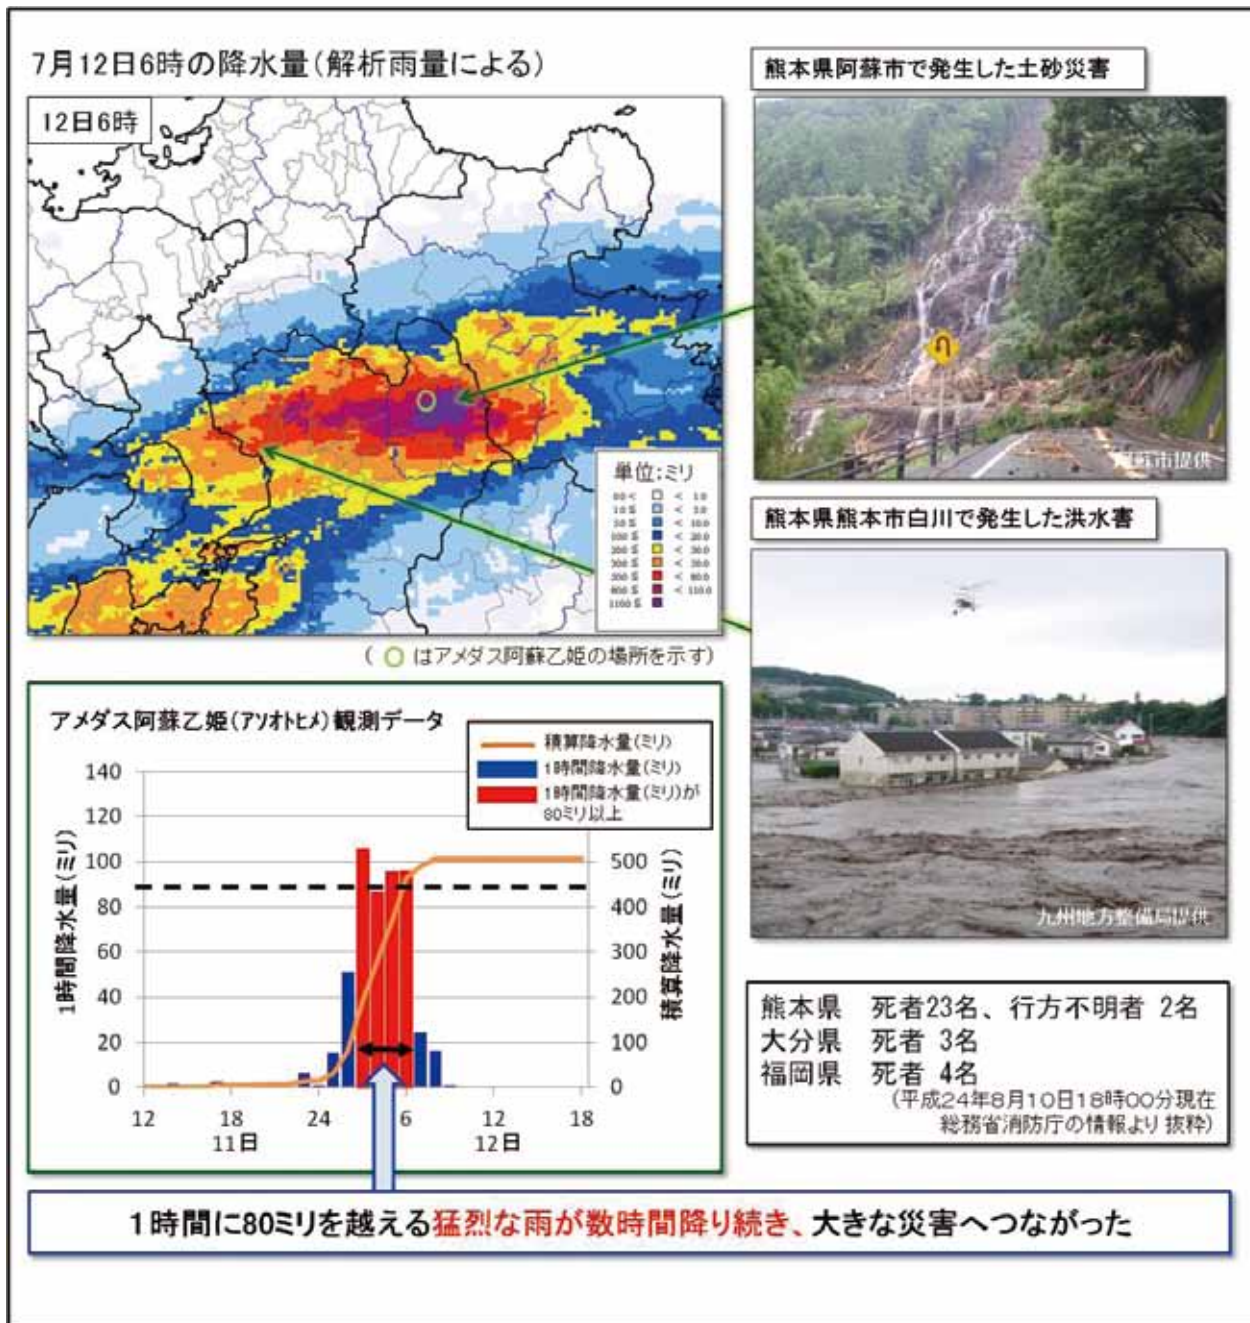 7月12日6時の降水量(解析雨量による)
12日6時
単位:ミリ
(○はアメダス阿蘇乙姫の場所を示す)
熊本県阿蘇市で発生した土砂災害
阿蘇市提供
熊本県熊本市白川で発生した洪水害
九州地方整備局提供
アメダス阿蘇乙姫(アソオトヒメ)観測データ
積算降水量(ミリ)
1時間降水量(ミリ)
1時間降水量(ミリ)が
80ミリ以上
1時間降水量(ミリ)
140
120
100
80
60
40
20
0
積算降水量(ミリ)
500
400
300
200
100
0
12 18 24 6 12 18
11日 12日
熊本県 死者23名、行方不明者 2名
大分県 死者 3名
福岡県 死者 4名
(平成24年8月10日18時00分現在
総務省消防庁の情報より抜粋)
1時間に80ミリを越える猛烈な雨が数時間降り続き、大きな災害へつながった